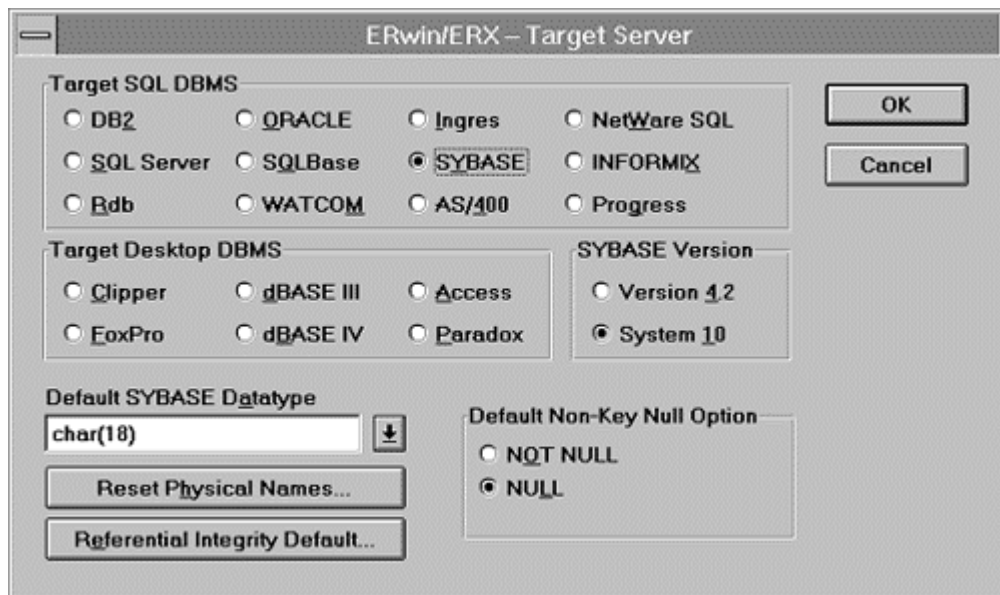 ERwin/ERX – Target Server
Target SQL DBMS
DB2 ORACLE Ingres NetWare SQL
SQL Server SQLBase SYBASE INFORMIX
Rdb WATCOM AS/400 Progress
OK
Cancel
Target Desktop DBMS
Clipper dBASE III Access
FoxPro dBASE IV Paradox
SYBASE Version
Version 4.2
System 10
Default SYBASE Datatype
char(18)
Reset Physical Names...
Referential Integrity Default...
Default Non-Key Null Option
NOT NULL
NULL